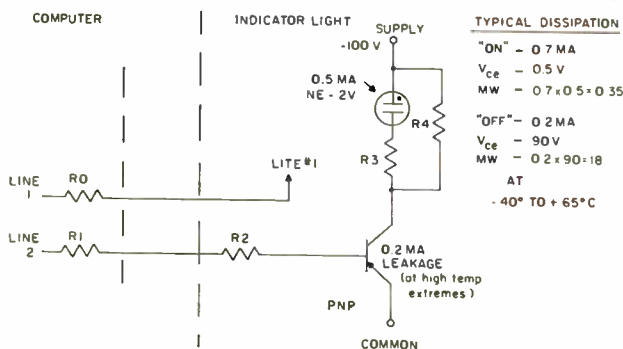 COMPUTER
INDICATOR LIGHT
SUPPLY
-100 V
0.5 MA
NE-2V
R4
R3
LITE #1
R0
LINE
1
R1
LINE
2
R2
0.2 MA
LEAKAGE
(at high temp
extremes)
PNP
COMMON
TYPICAL DISSIPATION
"ON" - 0.7 MA
Vce - 0.5 V
MW - 0.7 x 0.5 = 0.35
"OFF" - 0.2 MA
Vce - 90 V
MW - 0.2 x 90 = 18
AT
-40° TO + 65°C